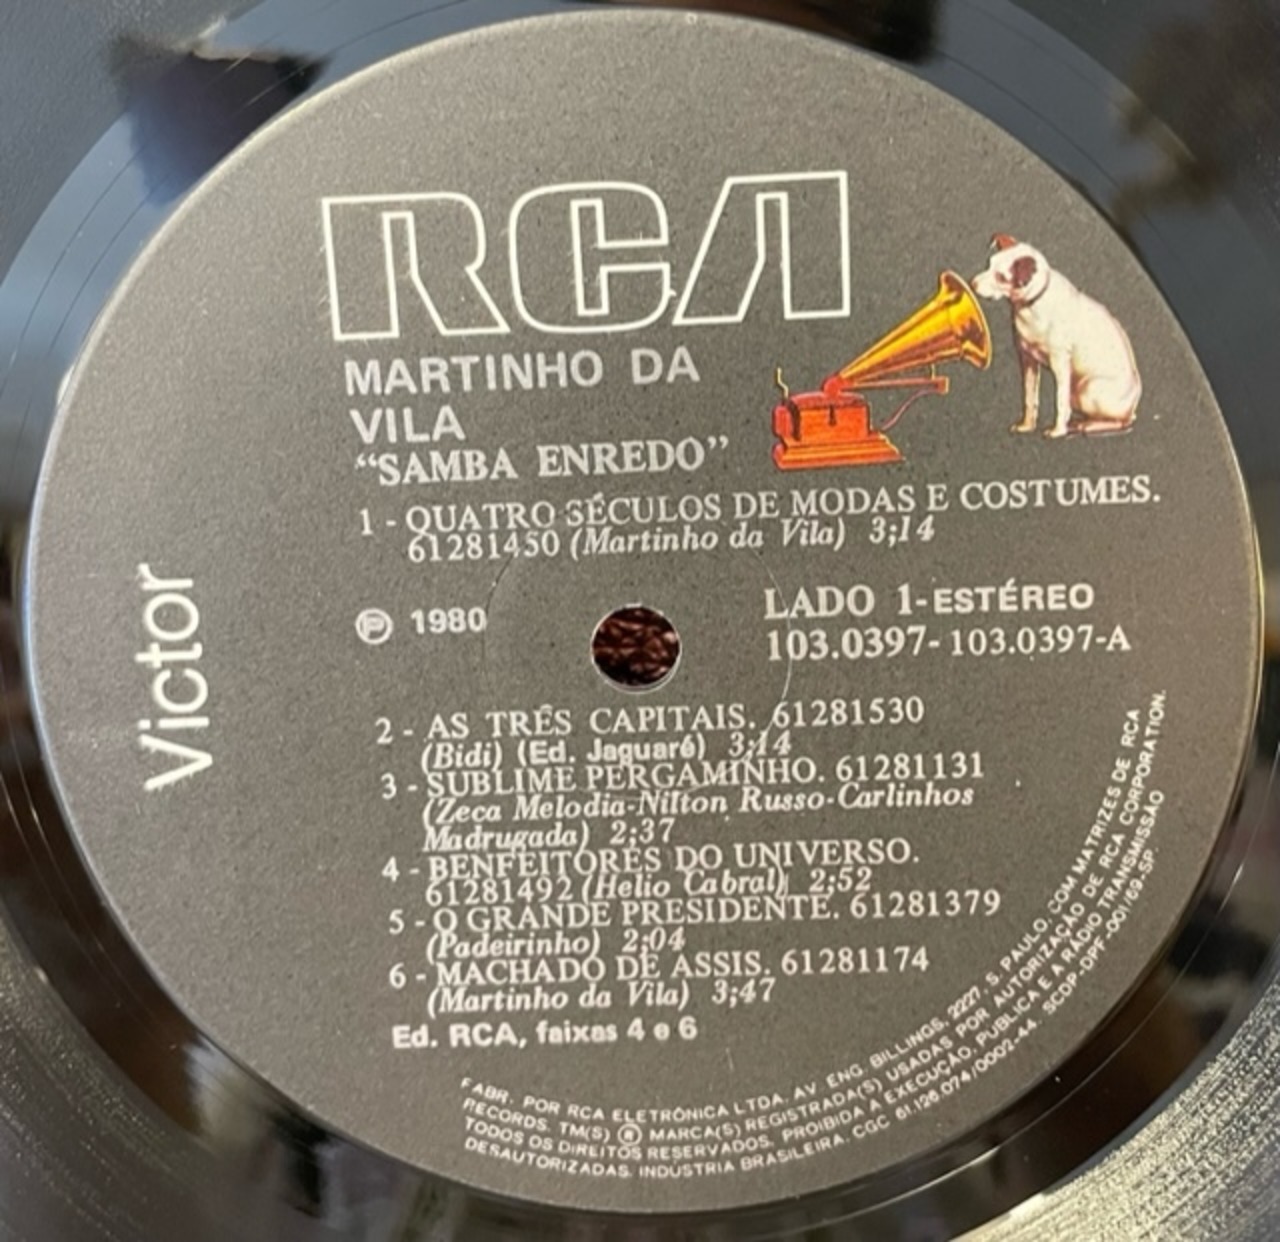 RCA
MARTINHO DA
VILA
“SAMBA ENREDO”
1 - QUATRO SÉCULOS DE MODAS E COSTUMES.
61281450 (Martinho da Vila) 3;14
Ⓟ 1980
LADO 1-ESTÉREO
103.0397- 103.0397-A
Victor
2 - AS TRÊS CAPITAIS. 61281530
(Bidi) (Ed. Jaguaré) 3;14
3 - SUBLIME PERGAMINHO. 61281131
(Zeca Melodia-Nilton Russo-Carlinhos
Madrugada) 2;37
4 - BENFEITORES DO UNIVERSO.
61281492 (Helio Cabral) 2;52
5 - O GRANDE PRESIDENTE. 61281379
(Padeirinho) 2;04
6 - MACHADO DE ASSIS. 61281174
(Martinho da Vila) 3;47
Ed. RCA, faixas 4 e 6
FABR. POR RCA ELETRÔNICA LTDA. AV. ENG. BILLINGS, 2227. S. PAULO. COM MATRIZES DE RCA
RECORDS. TM(S) ® MARCA(S) REGISTRADA(S) USADAS POR AUTORIZAÇÃO DE RCA CORPORATION.
TODOS OS DIREITOS RESERVADOS. PROIBIDA A EXECUÇÃO, PUBLICA E A RÁDIO TRANSMISSÃO
DESAUTORIZADAS. INDÚSTRIA BRASILEIRA. CGC 61.126.074/0002-44. SCDP-DPF-001/69-SP.